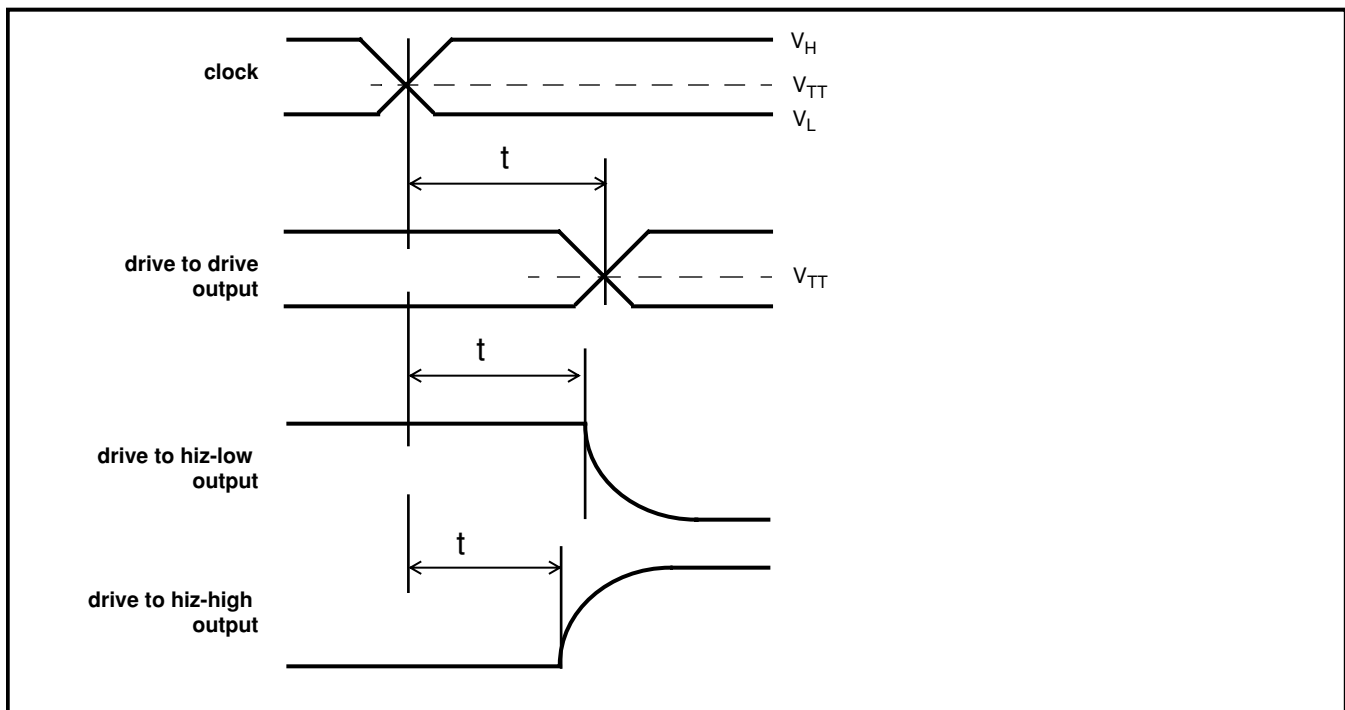 V_H
clock
V_TT
V_L
t
drive to drive
output
V_TT
t
drive to hiz-low
output
t
drive to hiz-high
output